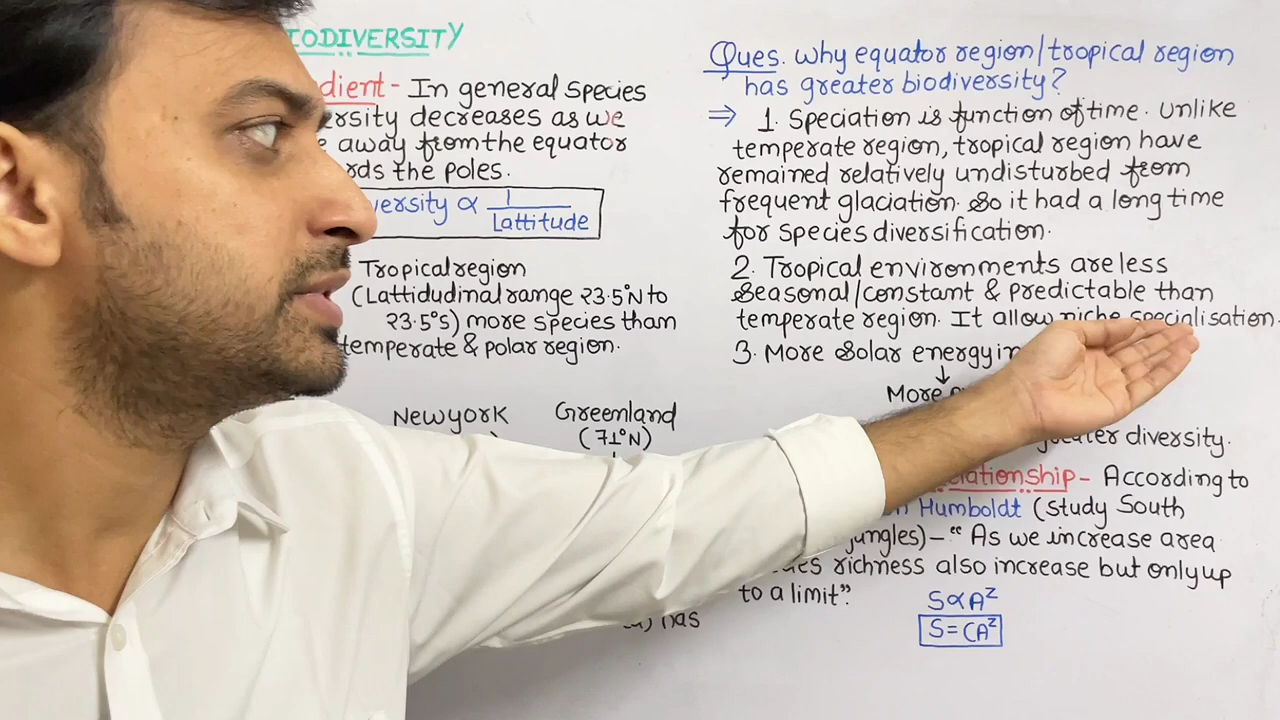 IODIVERSITY
dient - In general species
ersity decreases as we
away from the equator
rds the poles.
versity ∝ 1
Lattitude
Tropical region
(Lattidudinal range 23.5°N to
23.5°S) more species than
temperate & polar region.
Newyork Greenland
(71°N)
has
Ques. Why equator region/tropical region
has greater biodiversity?
⇒ 1. Speciation is function of time. Unlike
temperate region, tropical region have
remained relatively undisturbed from
frequent glaciation. So it had a long time
for species diversification.
2. Tropical environments are less
Seasonal/constant & predictable than
temperate region. It allow niche specialisation.
3. More Solar energy in
↓
More
greater diversity.
elationship - According to
n Humboldt (study South
jungles) - "As we increase area
richness also increase but only up
to a limit".
S∝A^Z
S=CA^Z